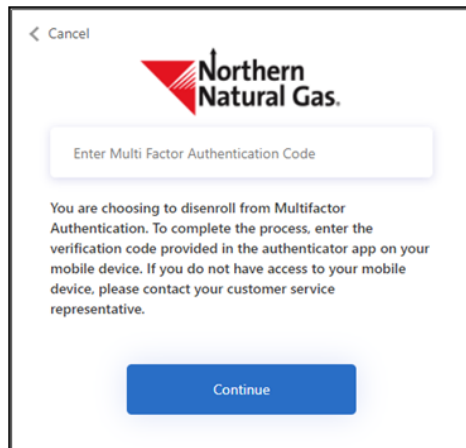 Cancel
Northern
Natural Gas.
Enter Multi Factor Authentication Code
You are choosing to disenroll from Multifactor
Authentication. To complete the process, enter the
verification code provided in the authenticator app on your
mobile device. If you do not have access to your mobile
device, please contact your customer service
representative.
Continue